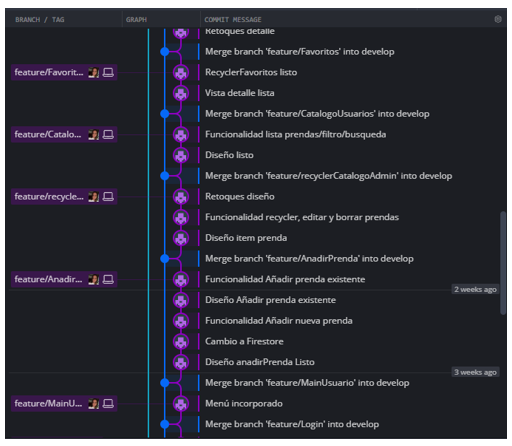 BRANCH / TAG GRAPH COMMIT MESSAGE
Retoques detalle
Merge branch 'feature/Favoritos' into develop
feature/Favorit... RecyclerFavoritos listo
Vista detalle lista
Merge branch 'feature/CatalogoUsuarios' into develop
feature/Catalo... Funcionalidad lista prendas/filtro/busqueda
Diseño listo
Merge branch 'feature/recyclerCatalogoAdmin' into develop
feature/recycle... Retoques diseño
Funcionalidad recycler, editar y borrar prendas
Diseño item prenda
Merge branch 'feature/AnadirPrenda' into develop
feature/Anadir... Funcionalidad Añadir prenda existente
2 weeks ago
Diseño Añadir prenda existente
Funcionalidad Añadir nueva prenda
Cambio a Firestore
Diseño anadirPrenda Listo
3 weeks ago
Merge branch 'feature/MainUsuario' into develop
feature/MainU... Menú incorporado
Merge branch 'feature/Login' into develop